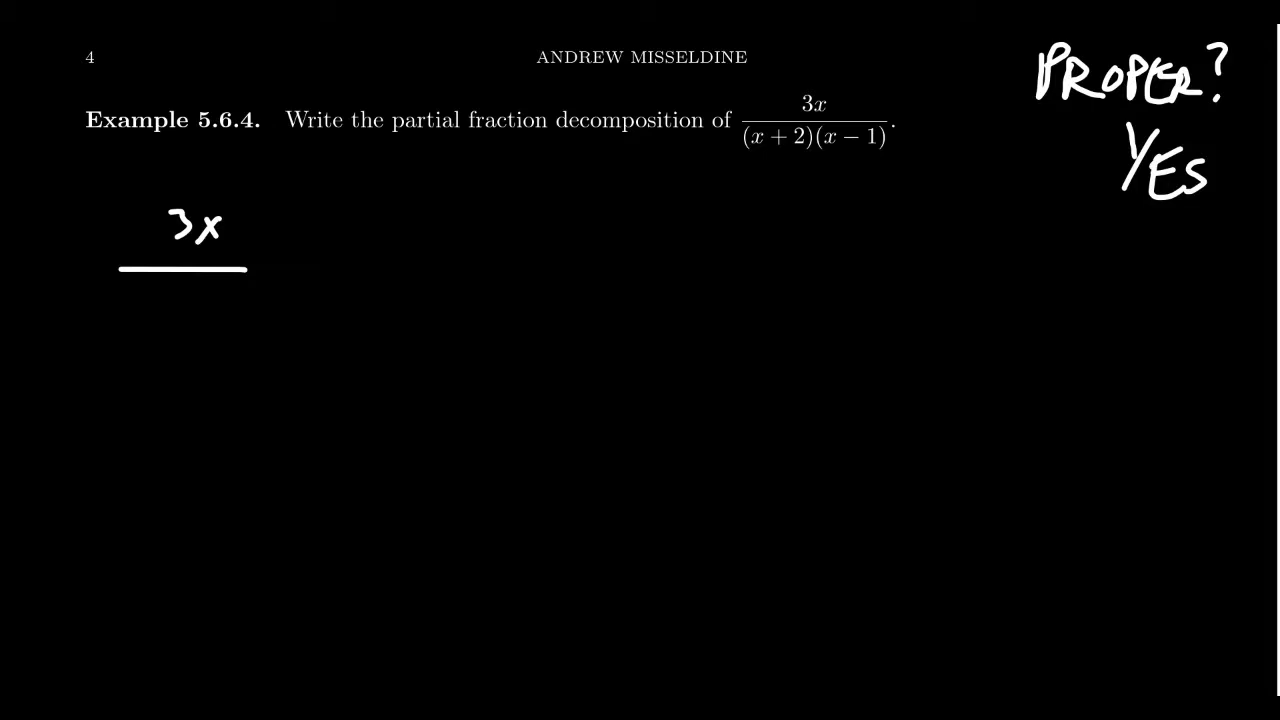 4 ANDREW MISSELDINE PROPER?
Example 5.6.4. Write the partial fraction decomposition of 3x/((x + 2)(x − 1)).
YES
3x